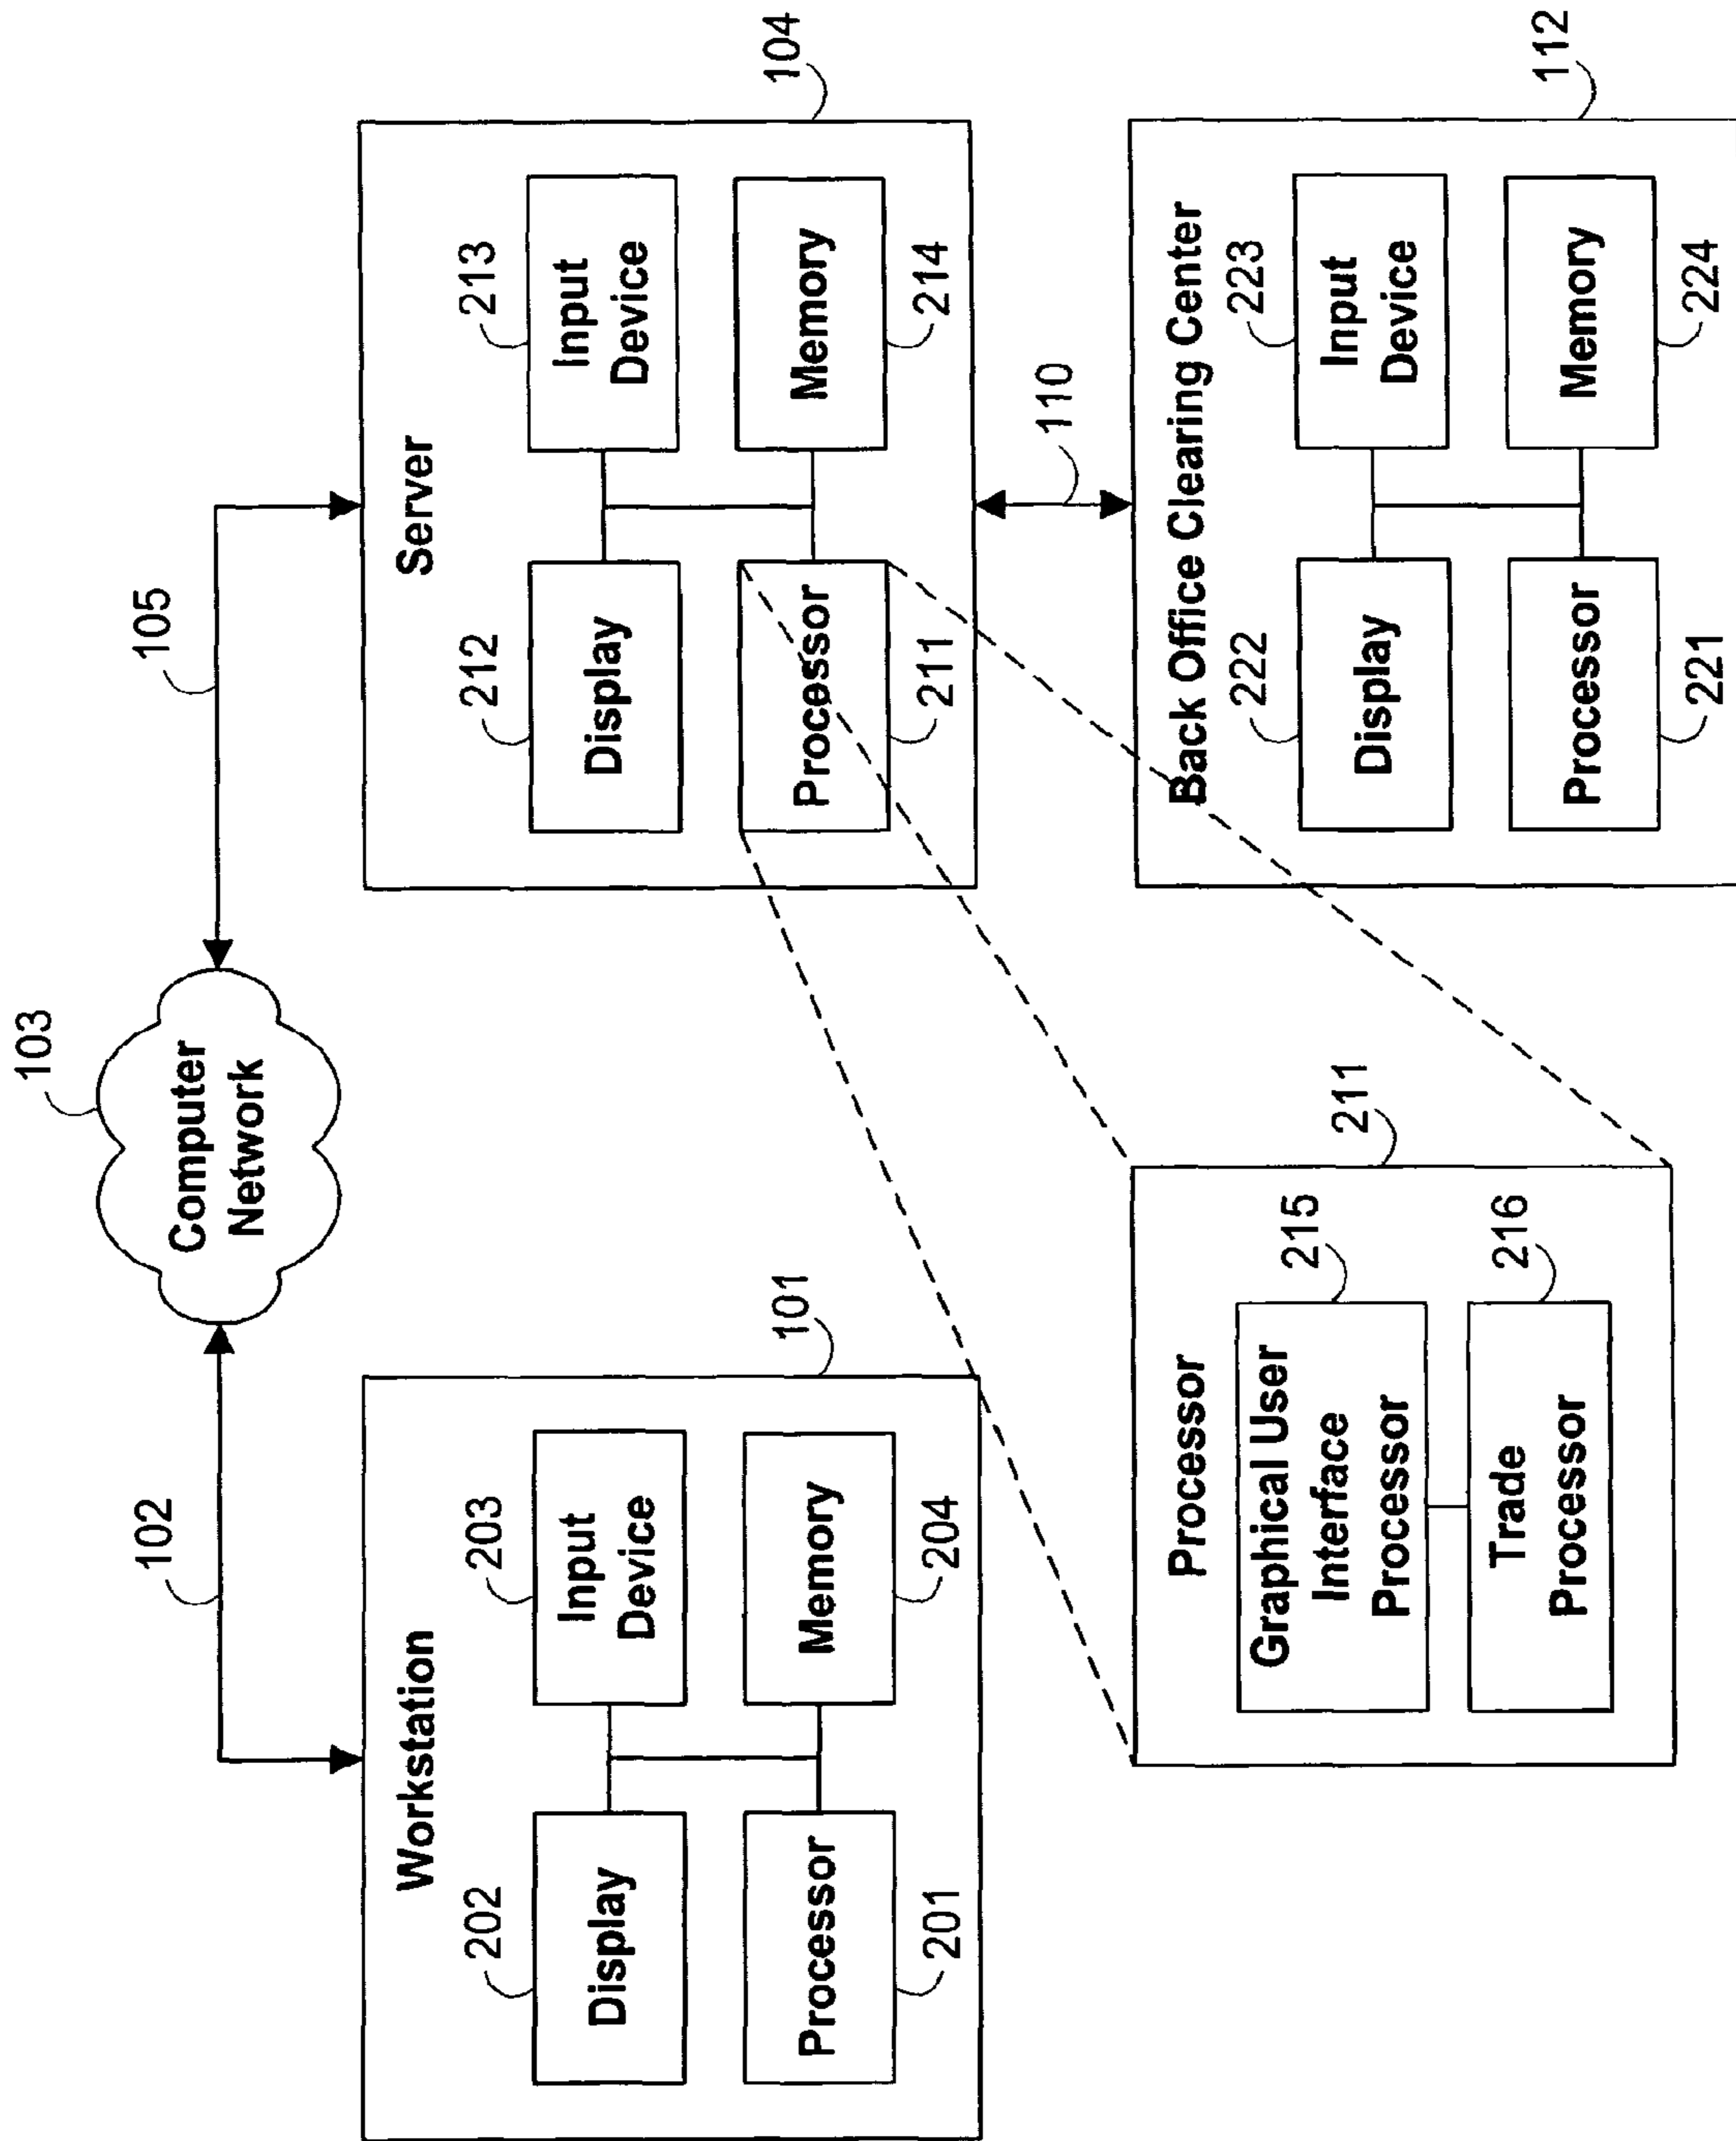 103
Computer
Network
102
105
Workstation
101
202
Display
203
Input
Device
Processor
201
Memory
204
Server
104
212
Display
213
Input
Device
Processor
211
Memory
214
110
Processor
211
Graphical User
Interface
Processor
215
Trade
Processor
216
Back Office Clearing Center
112
222
Display
223
Input
Device
Processor
221
Memory
224